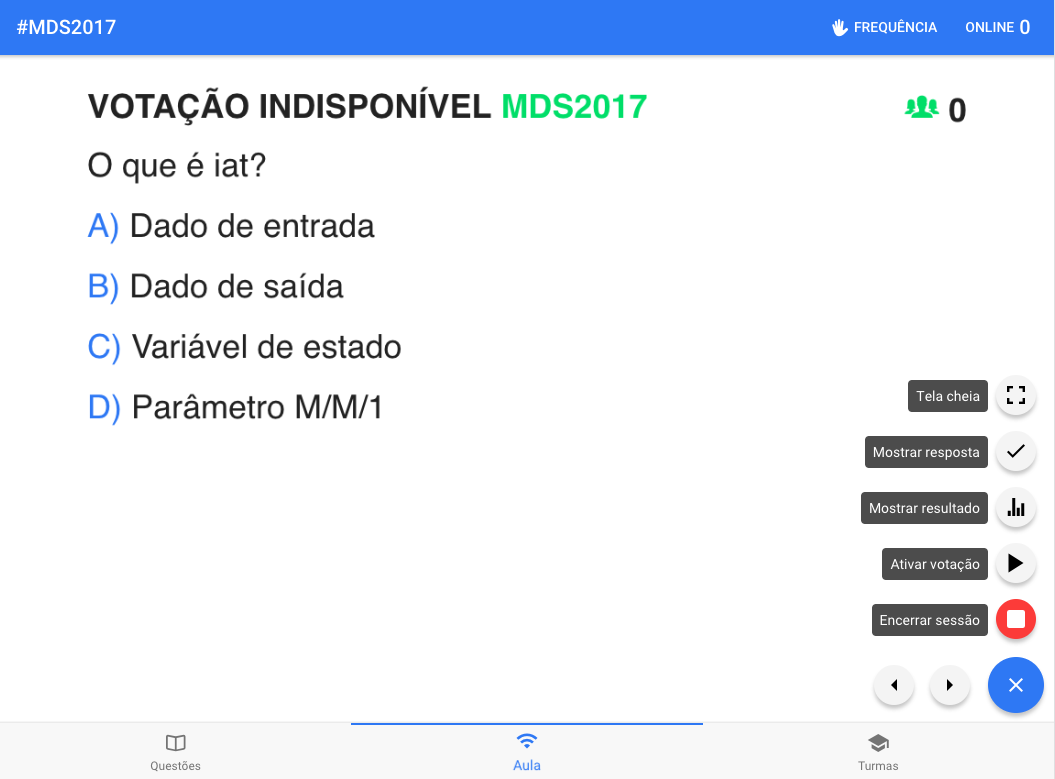 #MDS2017
FREQUÊNCIA
ONLINE 0
VOTAÇÃO INDISPONÍVEL MDS2017
0
O que é iat?
A) Dado de entrada
B) Dado de saída
C) Variável de estado
D) Parâmetro M/M/1
Tela cheia
Mostrar resposta
Mostrar resultado
Ativar votação
Encerrar sessão
Questões
Aula
Turmas